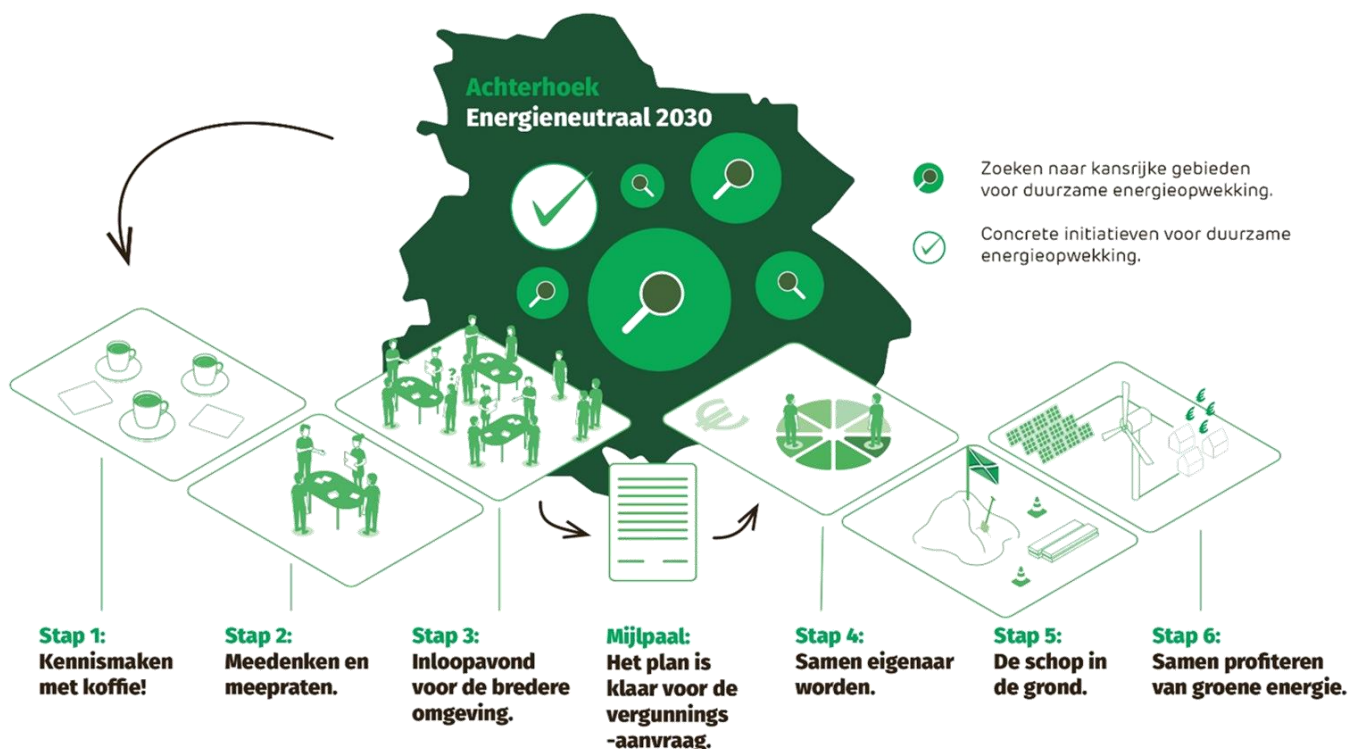 Achterhoek
Energieneutraal 2030
Zoeken naar kansrijke gebieden
voor duurzame energieopwekking.
Concrete initiatieven voor duurzame
energieopwekking.
?
€
€
€
€
€
Stap 1:
Kennismaken
met koffie!
Stap 2:
Meedenken en
meepraten.
Stap 3:
Inloopavond
voor de bredere
omgeving.
Mijlpaal:
Het plan is
klaar voor de
vergunnings
-aanvraag.
Stap 4:
Samen eigenaar
worden.
Stap 5:
De schop in
de grond.
Stap 6:
Samen profiteren
van groene energie.